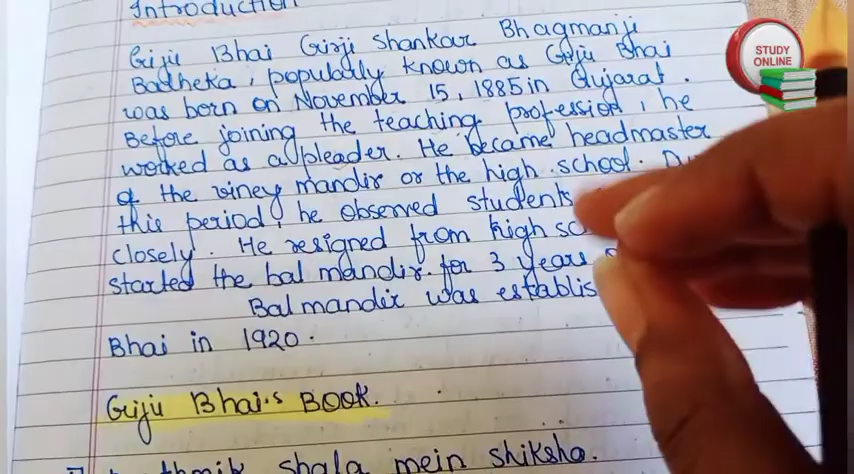 Introduction
Giju Bhai Girji Shankar Bhagmanji
Badheka, popularly known as Giju Bhai
was born on November 15, 1885 in Gujarat.
Before joining the teaching profession, he
worked as a pleader. He became headmaster
of the viney mandir or the high school.
this period, he observed students
closely. He resigned from high
started the bal mandir for 3 years
Bal mandir was
Bhai in 1920.
Giju Bhai's BOOK.
shala mein shiksha.
STUDY
ONLINE